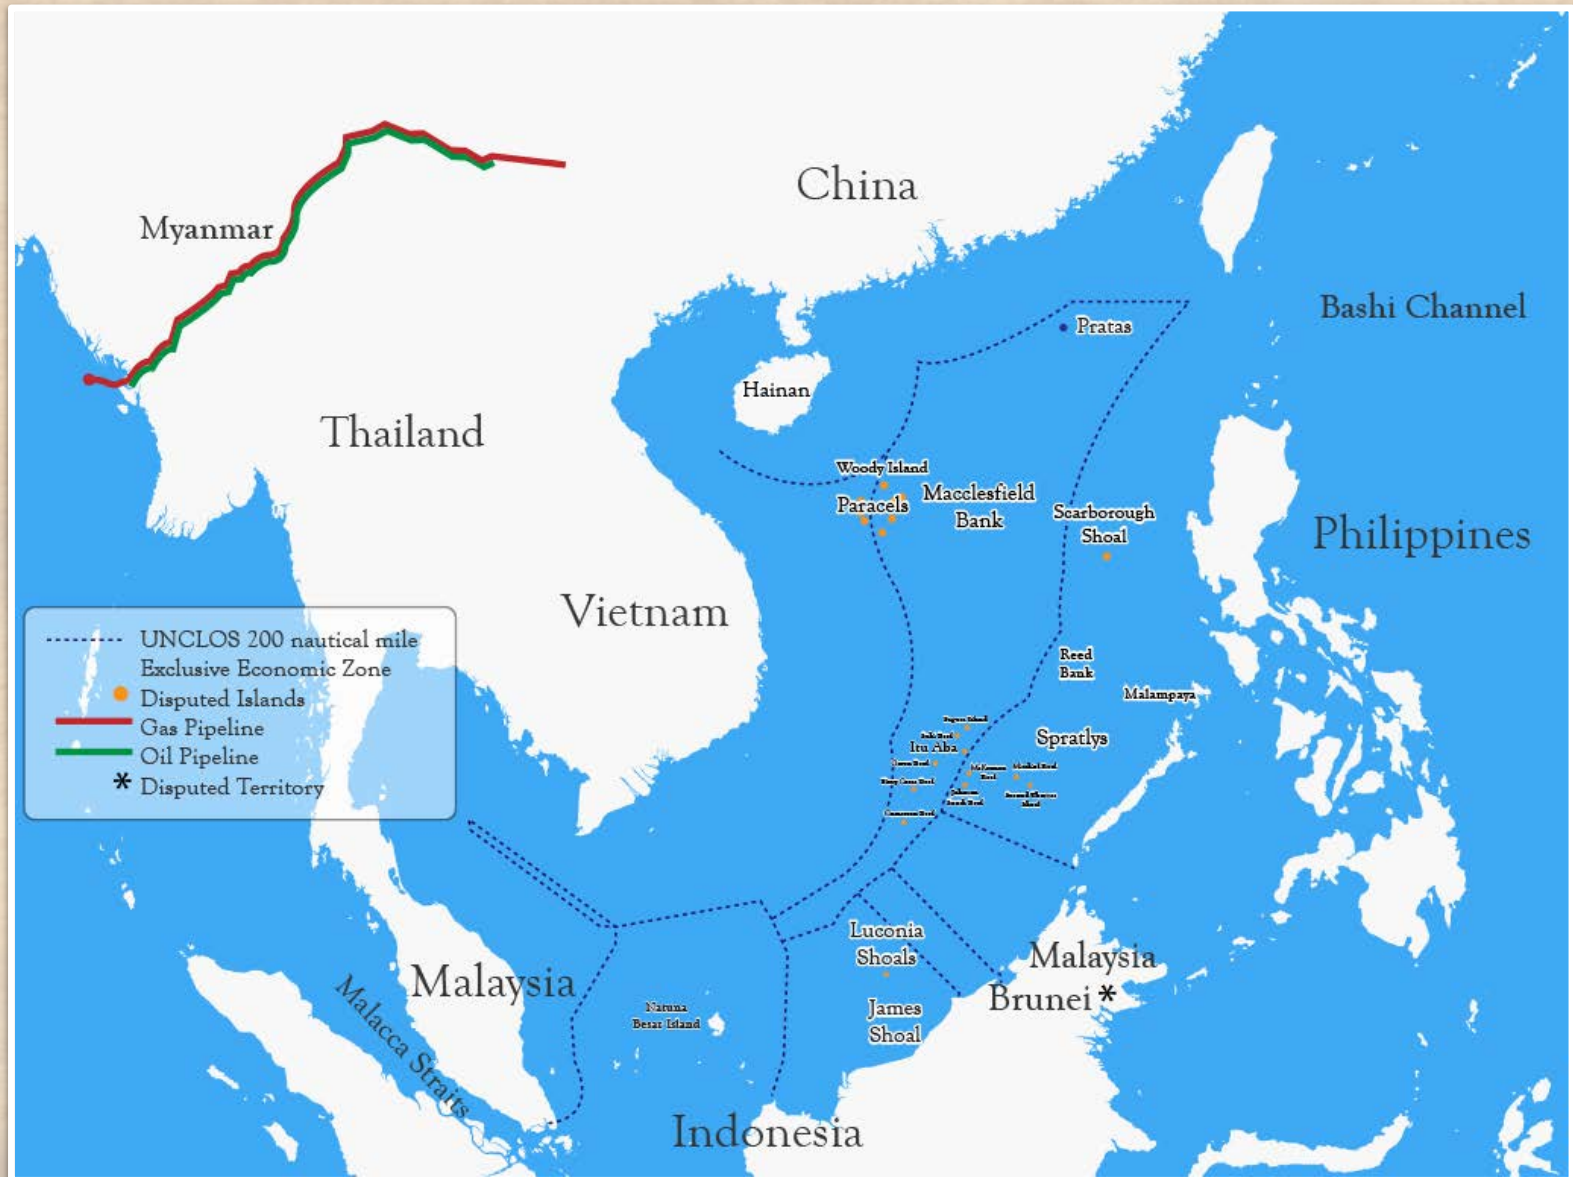 China
Myanmar
Bashi Channel
Pratas
Hainan
Thailand
Woody Island
Paracels
Macclesfield
Bank
Scarborough
Shoal
Philippines
Vietnam
UNCLOS 200 nautical mile
Exclusive Economic Zone
Disputed Islands
Gas Pipeline
Oil Pipeline
* Disputed Territory
Reed
Bank
Malampaya
Spratlys
Itu Aba
Luconia
Shoals
James
Shoal
Malaysia
Brunei *
Malaysia
Malacca Straits
Natuna
Besar Island
Indonesia